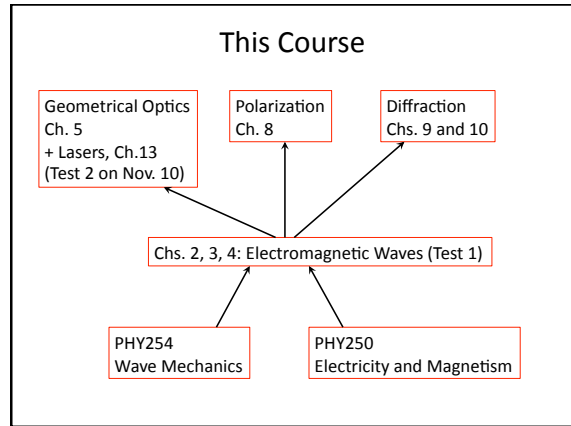 This Course
Geometrical Optics
Ch. 5
+ Lasers, Ch.13
(Test 2 on Nov. 10)
Polarization
Ch. 8
Diffraction
Chs. 9 and 10
Chs. 2, 3, 4: Electromagnetic Waves (Test 1)
PHY254
Wave Mechanics
PHY250
Electricity and Magnetism